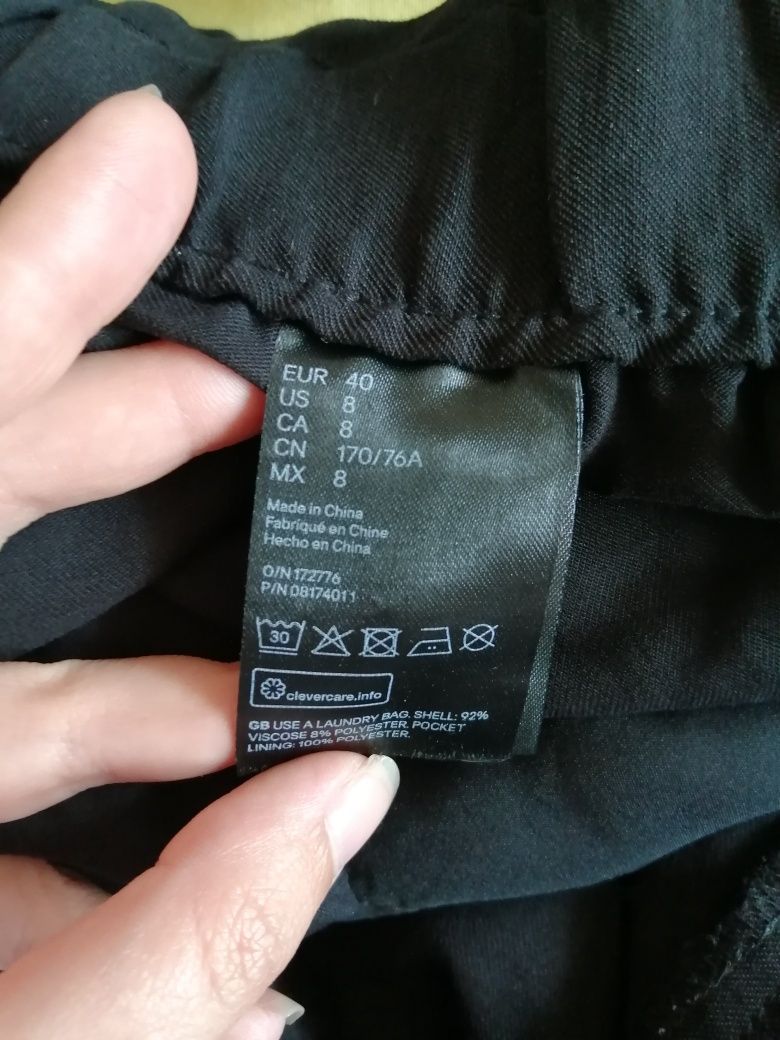 EUR 40
US 8
CA 8
CN 170/76A
MX 8
Made in China
Fabriqué en Chine
Hecho en China
O/N 172776
P/N 08174011
30
clevercare.info
GB USE A LAUNDRY BAG. SHELL: 92%
VISCOSE 8% POLYESTER. POCKET
LINING: 100% POLYESTER.